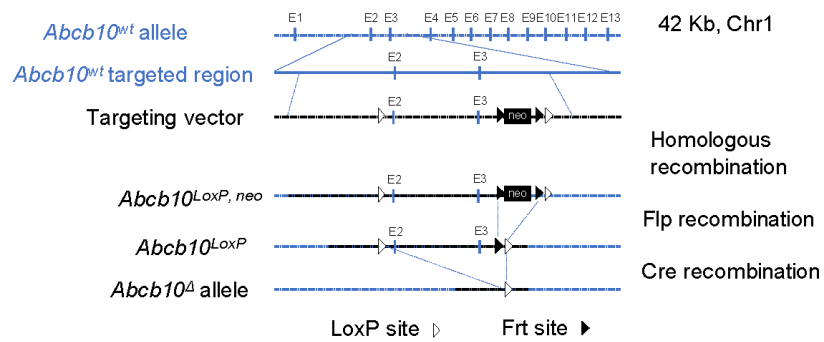 E1 E2 E3 E4 E5 E6 E7 E8 E9 E10 E11 E12 E13
Abcb10wt allele
42 Kb, Chr1
E2 E3
Abcb10wt targeted region
E2 E3
Targeting vector
neo
Homologous
recombination
E2 E3
Abcb10LoxP, neo
neo
Flp recombination
E2 E3
Abcb10LoxP
Cre recombination
Abcb10Δ allele
LoxP site
Frt site